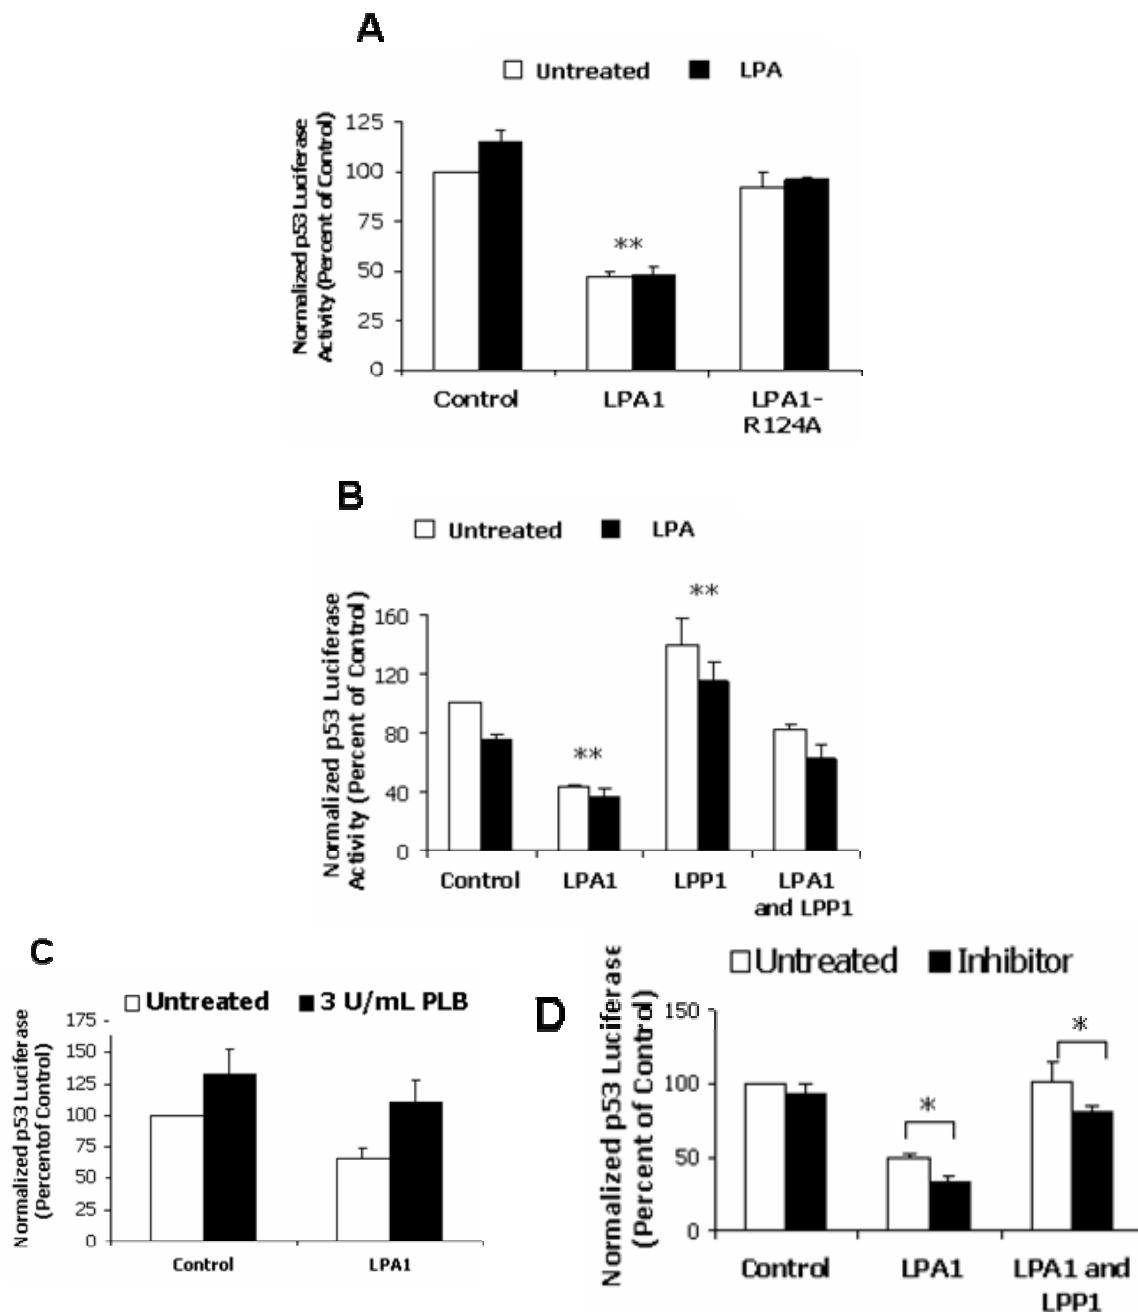 A
Untreated LPA
Normalized p53 Luciferase
Activity (Percent of Control)
125
100
75
50
25
0
**
Control LPA1 LPA1-
R124A
B
Untreated LPA
Normalized p53 Luciferase
Activity (Percent of Control)
160
120
80
40
0
**
**
Control LPA1 LPP1 LPA1
and LPP1
C
Untreated 3 U/mL PLB
Normalized p53 Luciferase
(Percentof Control)
175
150
125
100
75
50
25
0
Control LPA1
D
Untreated Inhibitor
Normalized p53 Luciferase
(Percent of Control)
150
100
50
0
*
*
Control LPA1 LPA1 and
LPP1